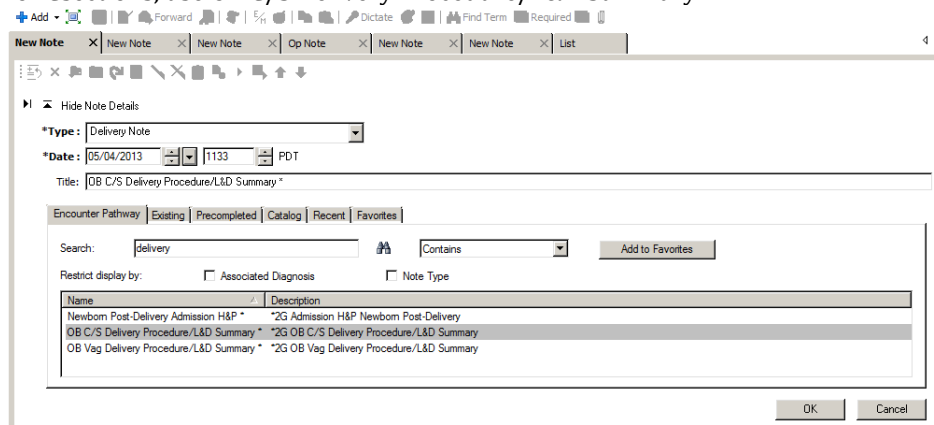 Add
Forward
Dictate
Find Term
Required
New Note
New Note
New Note
Op Note
New Note
New Note
List
Hide Note Details
*Type: Delivery Note
*Date: 05/04/2013 1133 PDT
Title: OB C/S Delivery Procedure/L&D Summary *
Encounter Pathway Existing Precompleted Catalog Recent Favorites
Search: delivery Contains Add to Favorites
Restrict display by: Associated Diagnosis Note Type
Name Description
Newborn Post-Delivery Admission H&P * *2G Admission H&P Newborn Post-Delivery
OB C/S Delivery Procedure/L&D Summary * *2G OB C/S Delivery Procedure/L&D Summary
OB Vag Delivery Procedure/L&D Summary * *2G OB Vag Delivery Procedure/L&D Summary
OK Cancel